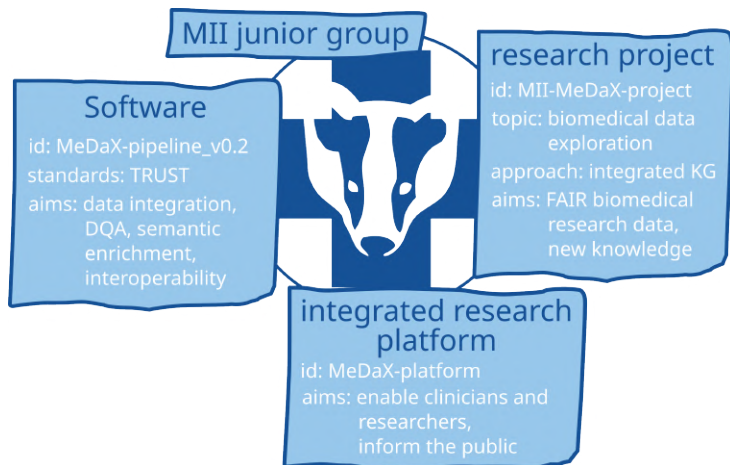 MII junior group
Software
id: MeDaX-pipeline_v0.2
standards: TRUST
aims: data integration,
DQA, semantic
enrichment,
interoperability
research project
id: MII-MeDaX-project
topic: biomedical data
exploration
approach: integrated KG
aims: FAIR biomedical
research data,
new knowledge
integrated research
platform
id: MeDaX-platform
aims: enable clinicians and
researchers,
inform the public